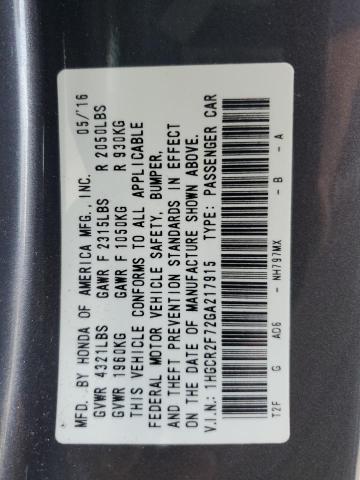 MFD. BY HONDA OF AMERICA MFG., INC. 05/'16
GVWR 4321LBS GAWR F 2315LBS R 2050LBS
GVWR 1960KG GAWR F 1050KG R 930KG
THIS VEHICLE CONFORMS TO ALL APPLICABLE
FEDERAL MOTOR VEHICLE SAFETY, BUMPER,
AND THEFT PREVENTION STANDARDS IN EFFECT
ON THE DATE OF MANUFACTURE SHOWN ABOVE.
V.I.N.: 1HGCR2F72GA217915 TYPE: PASSENGER CAR
T2F G AD6 - NH797MX - B - A